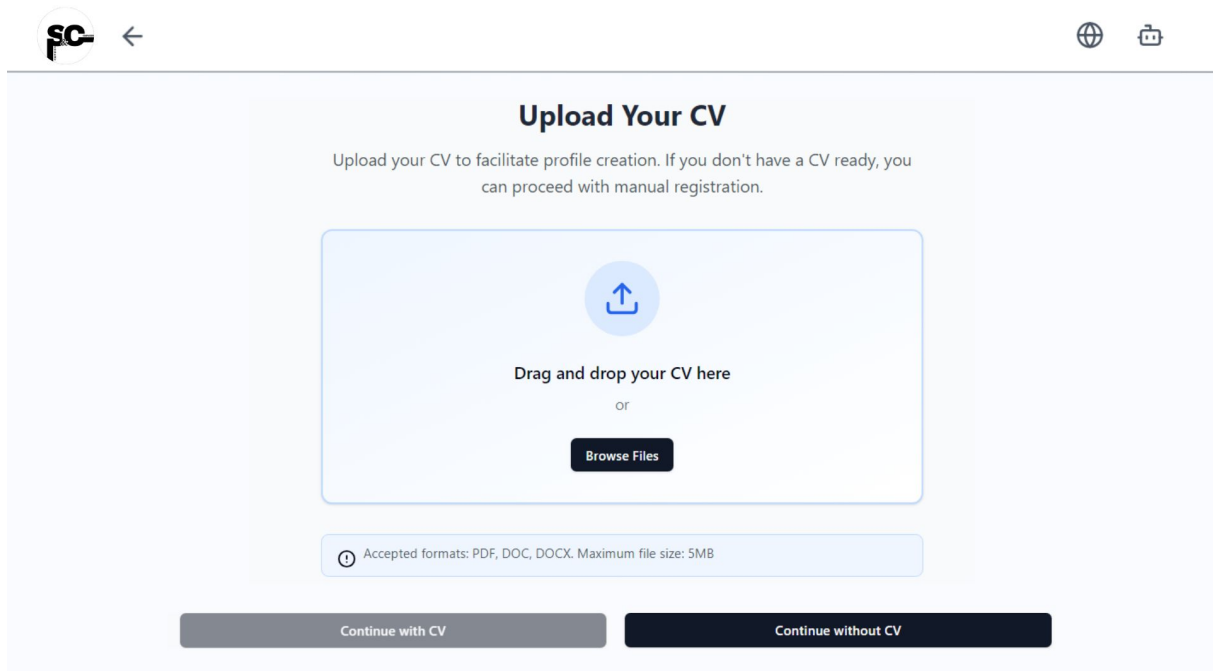 SC
Upload Your CV
Upload your CV to facilitate profile creation. If you don't have a CV ready, you
can proceed with manual registration.
Drag and drop your CV here
or
Browse Files
Accepted formats: PDF, DOC, DOCX. Maximum file size: 5MB
Continue with CV
Continue without CV